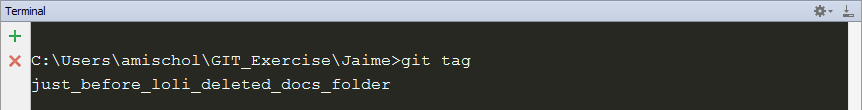 Terminal
C:\Users\amischol\GIT_Exercise\Jaime>git tag
just_before_loli_deleted_docs_folder